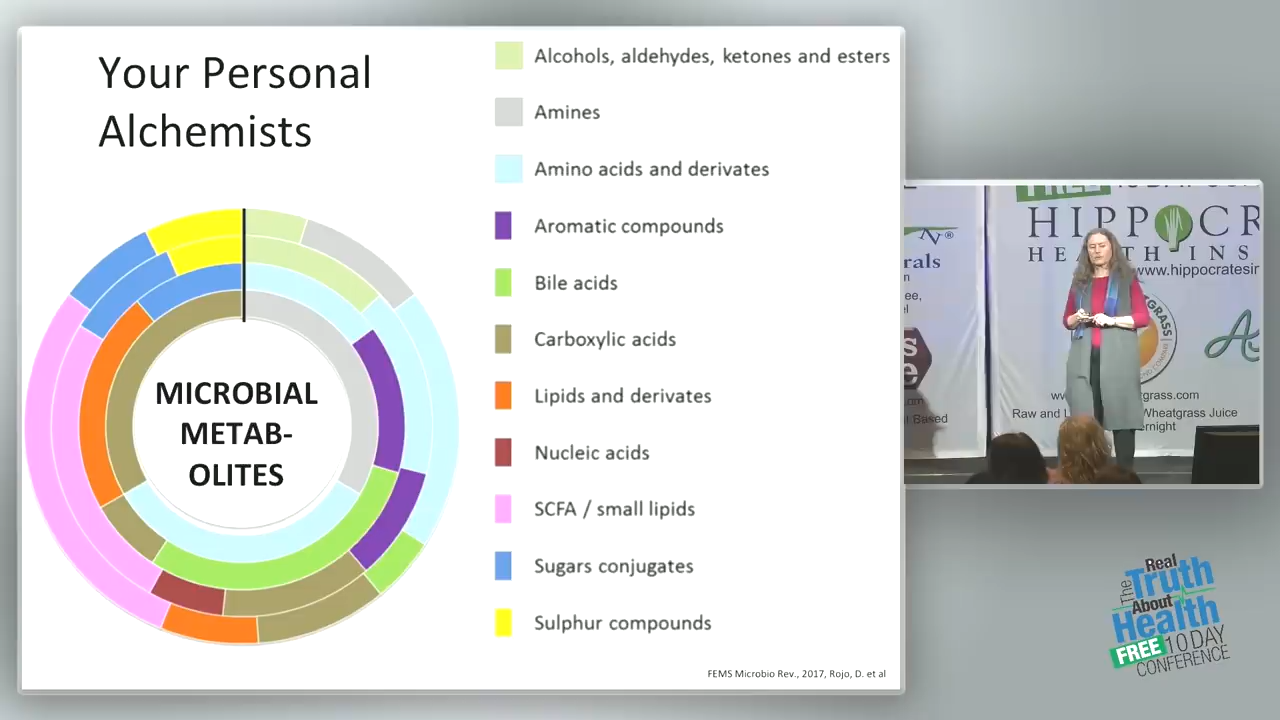 Your Personal
Alchemists
MICROBIAL
METAB-
OLITES
Alcohols, aldehydes, ketones and esters
Amines
Amino acids and derivates
Aromatic compounds
Bile acids
Carboxylic acids
Lipids and derivates
Nucleic acids
SCFA / small lipids
Sugars conjugates
Sulphur compounds
FEMS Microbio Rev., 2017, Rojo, D. et al
FREE
HIPPOCR
HEALTH INS
www.hippocratesin
rals
Raw and
Wheatgrass Juice
The Real
Truth
About
Health
FREE 10 DAY
CONFERENCE